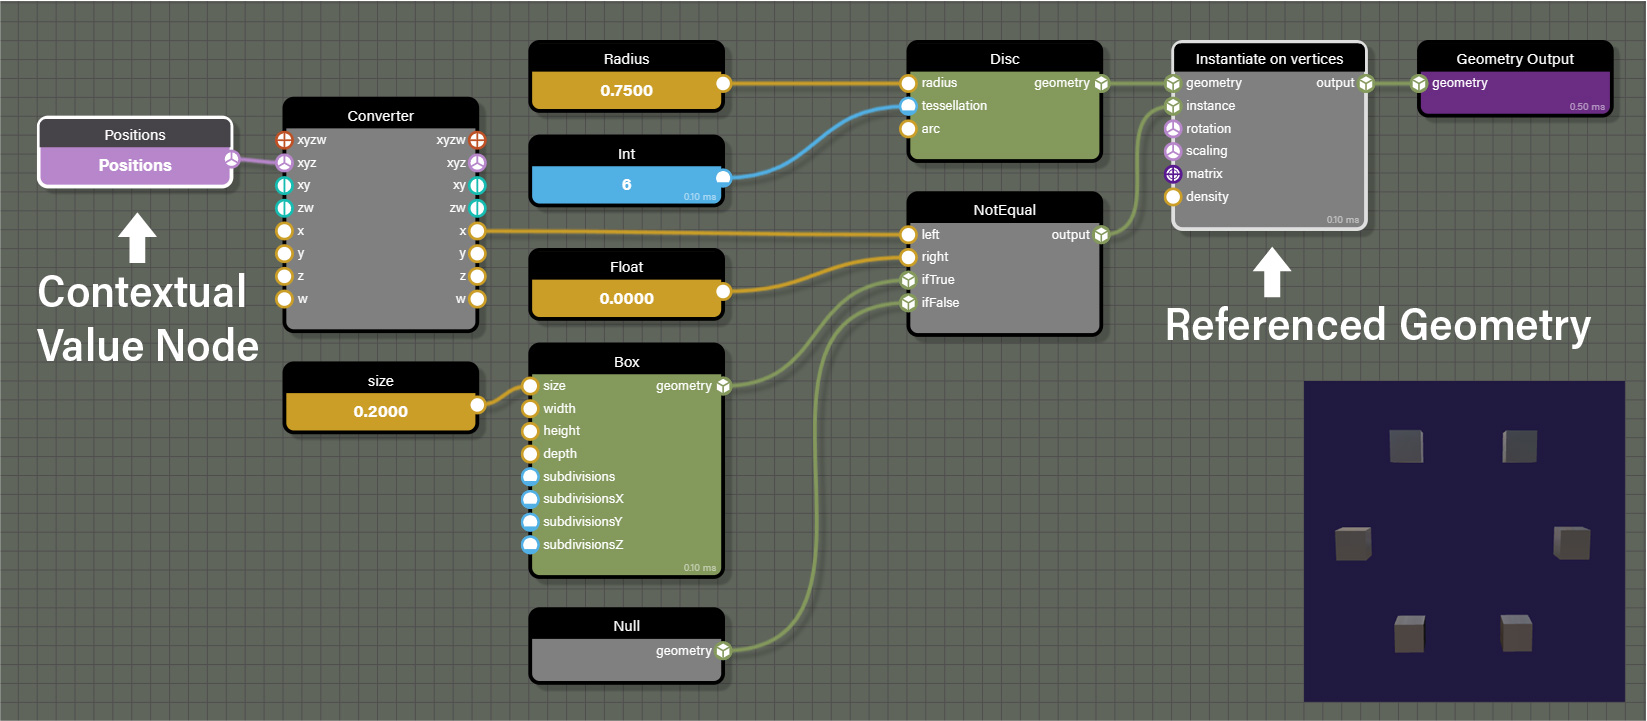 Positions
Positions
Contextual
Value Node
Converter
xyzw xyzw
xyz xyz
xy xy
zw zw
x x
y y
z z
w w
size
0.2000
Radius
0.7500
Int
6
0.10 ms
Float
0.0000
Box
size geometry
width
height
depth
subdivisions
subdivisionsX
subdivisionsY
subdivisionsZ
0.10 ms
Null
geometry
Disc
radius geometry
tessellation
arc
NotEqual
left output
right
ifTrue
ifFalse
Instantiate on vertices
geometry output
instance
rotation
scaling
matrix
density
0.10 ms
Referenced Geometry
Geometry Output
geometry
0.50 ms